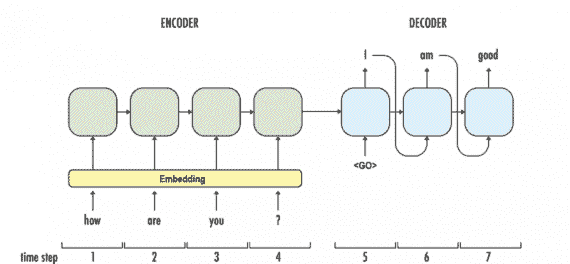 ENCODER DECODER
I am good
Embedding
<GO>
how are you ?
time step 1 2 3 4 5 6 7